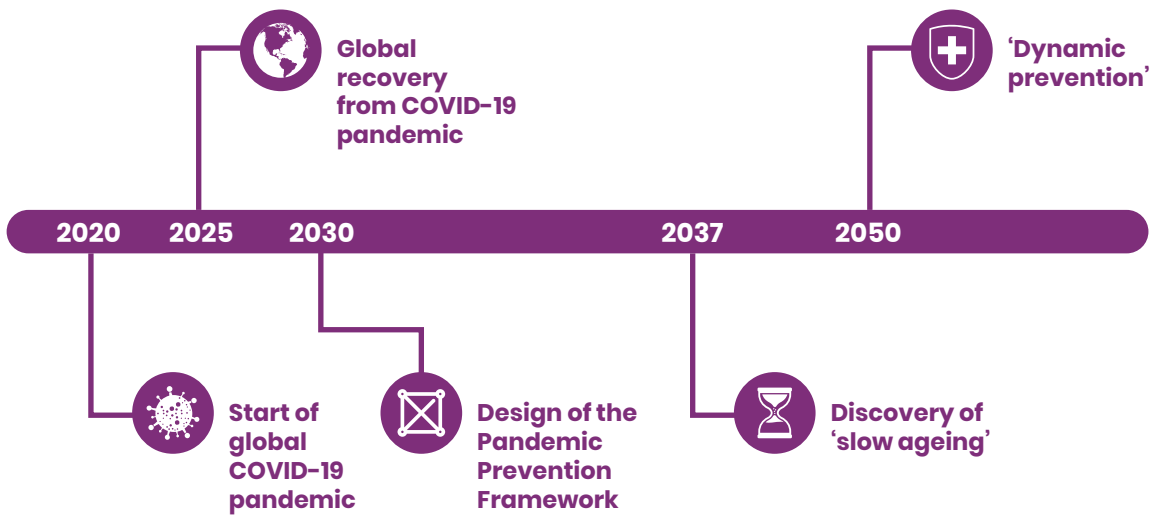 Global
recovery
from COVID-19
pandemic
‘Dynamic
prevention’
2020 2025 2030 2037 2050
Start of
global
COVID-19
pandemic
Design of the
Pandemic
Prevention
Framework
Discovery of
‘slow ageing’